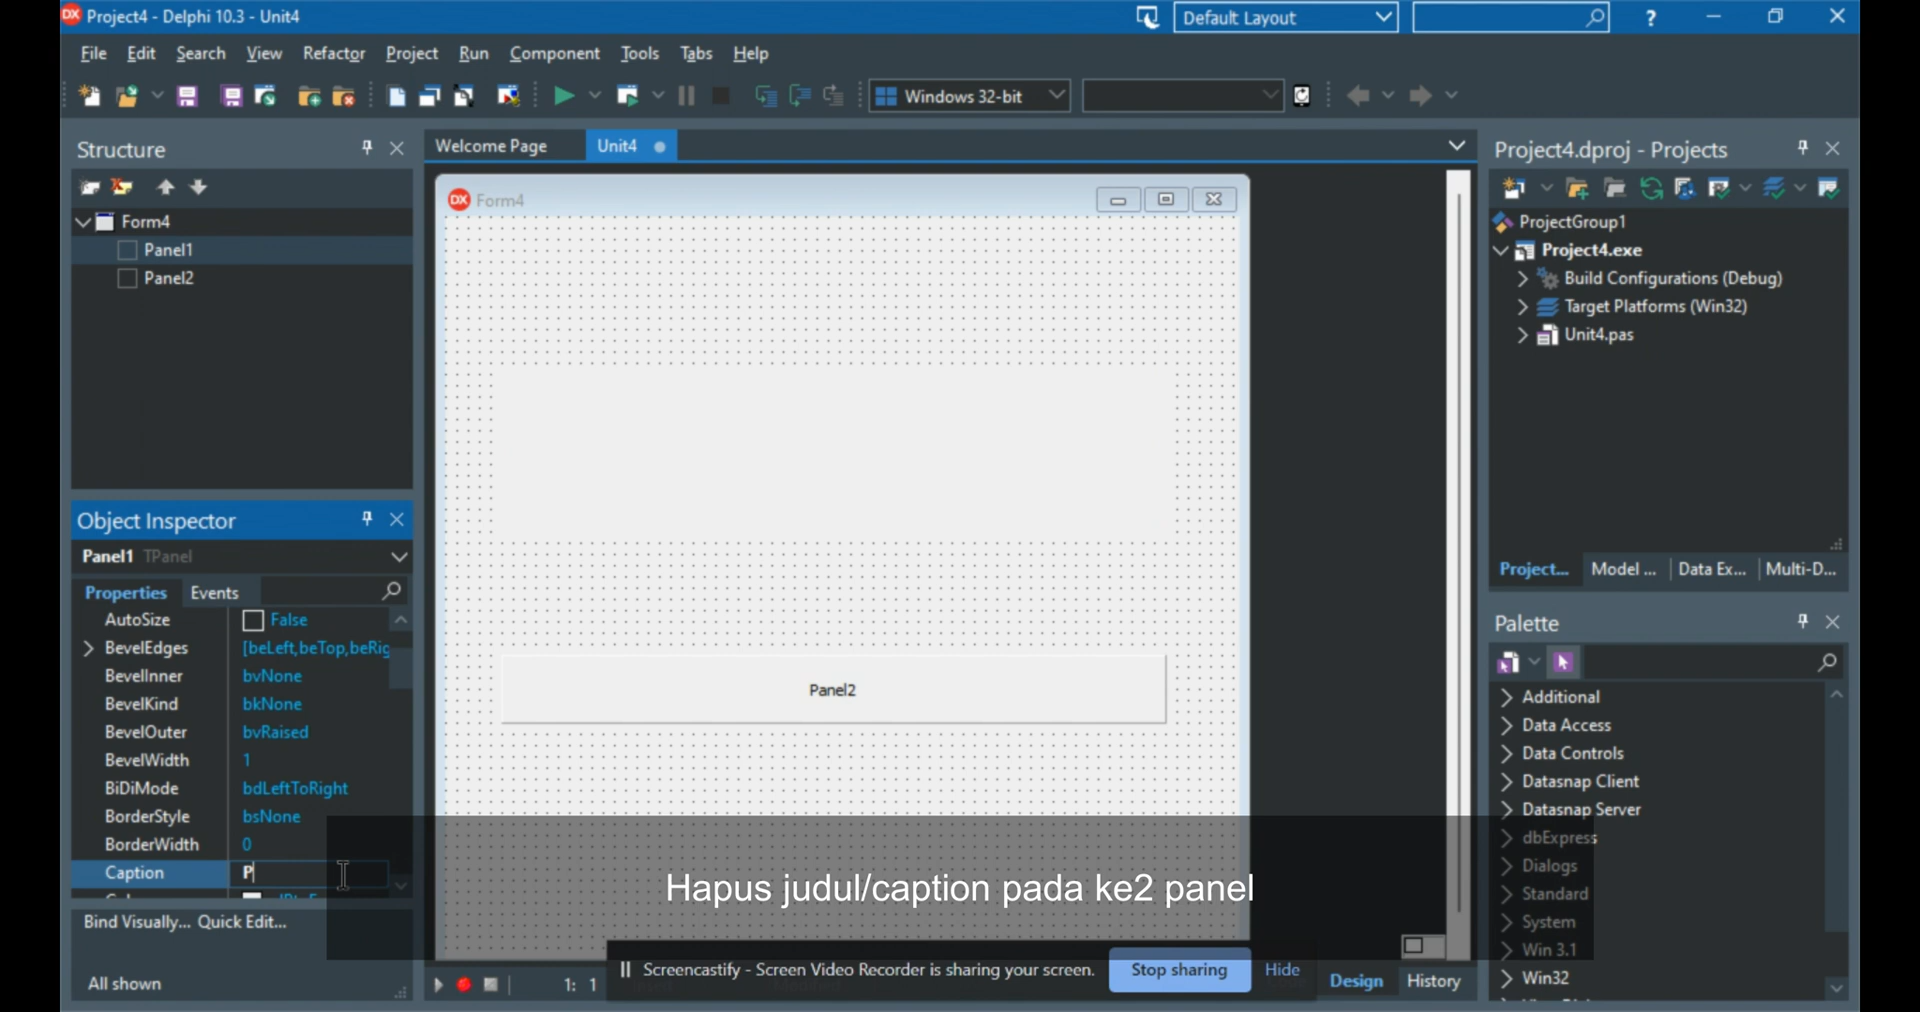 Project4 - Delphi 10.3 - Unit4
Default Layout
?
File Edit Search View Refactor Project Run Component Tools Tabs Help
Windows 32-bit
Structure
Form4
Panel1
Panel2
Object Inspector
Panel1 TPanel
Properties Events
AutoSize False
BevelEdges [beLeft,beTop,beRig
BevelInner bvNone
BevelKind bkNone
BevelOuter bvRaised
BevelWidth 1
BiDiMode bdLeftToRight
BorderStyle bsNone
BorderWidth 0
Caption P
Bind Visually... Quick Edit...
All shown
Welcome Page Unit4
Form4
Panel2
Hapus judul/caption pada ke2 panel
Screencastify - Screen Video Recorder is sharing your screen. Stop sharing Hide
1: 1
Design History
Project4.dproj - Projects
ProjectGroup1
Project4.exe
Build Configurations (Debug)
Target Platforms (Win32)
Unit4.pas
Project... Model ... Data Ex... Multi-D...
Palette
Additional
Data Access
Data Controls
Datasnap Client
Datasnap Server
dbExpress
Dialogs
Standard
System
Win 3.1
Win32